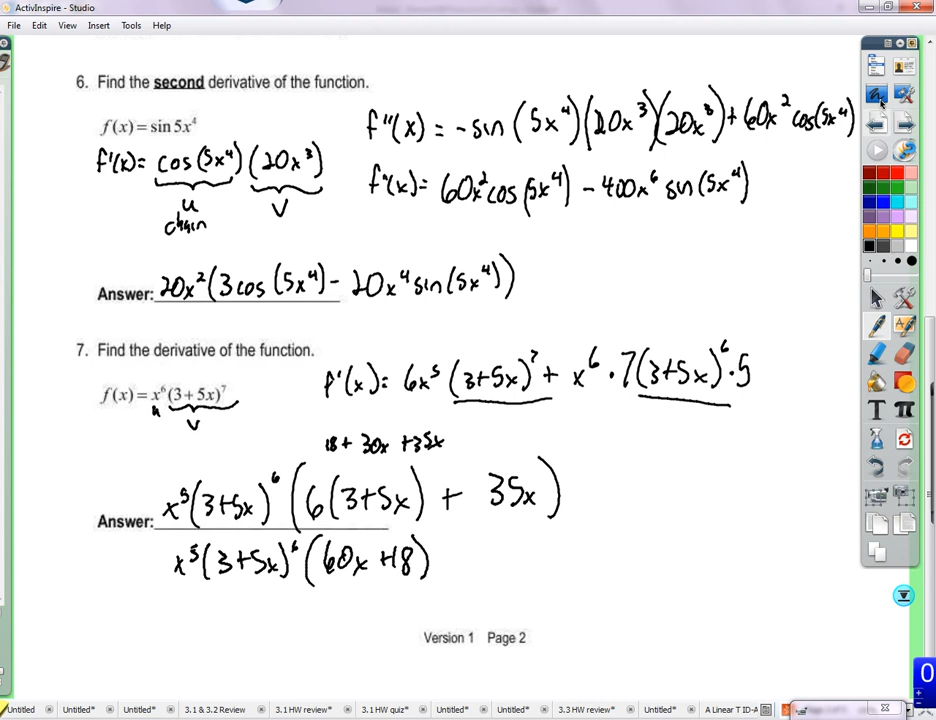 ActivInspire - Studio
File Edit View Insert Tools Help
6. Find the second derivative of the function.
f(x) = sin 5x⁴
f'(x) = cos(5x⁴)(20x³)
u
chain
v
f''(x) = -sin(5x⁴)(20x³)(20x³) + 60x² cos(5x⁴)
f''(x) = 60x² cos(5x⁴) - 400x⁶ sin(5x⁴)
Answer: 20x²(3cos(5x⁴) - 20x⁴ sin(5x⁴))
7. Find the derivative of the function.
f(x) = x⁶(3+5x)⁷
u
v
f'(x) = 6x⁵(3+5x)⁷ + x⁶·7(3+5x)⁶·5
18 + 30x + 35x
Answer: x⁵(3+5x)⁶(6(3+5x) + 35x)
x⁵(3+5x)⁶(60x+18)
Version 1 Page 2
0
Untitled Untitled* 3.1 & 3.2 Review 3.1 HW review* 3.1 HW quiz* Untitled* Untitled* 3.3 HW review* Untitled* A Linear T ID-A